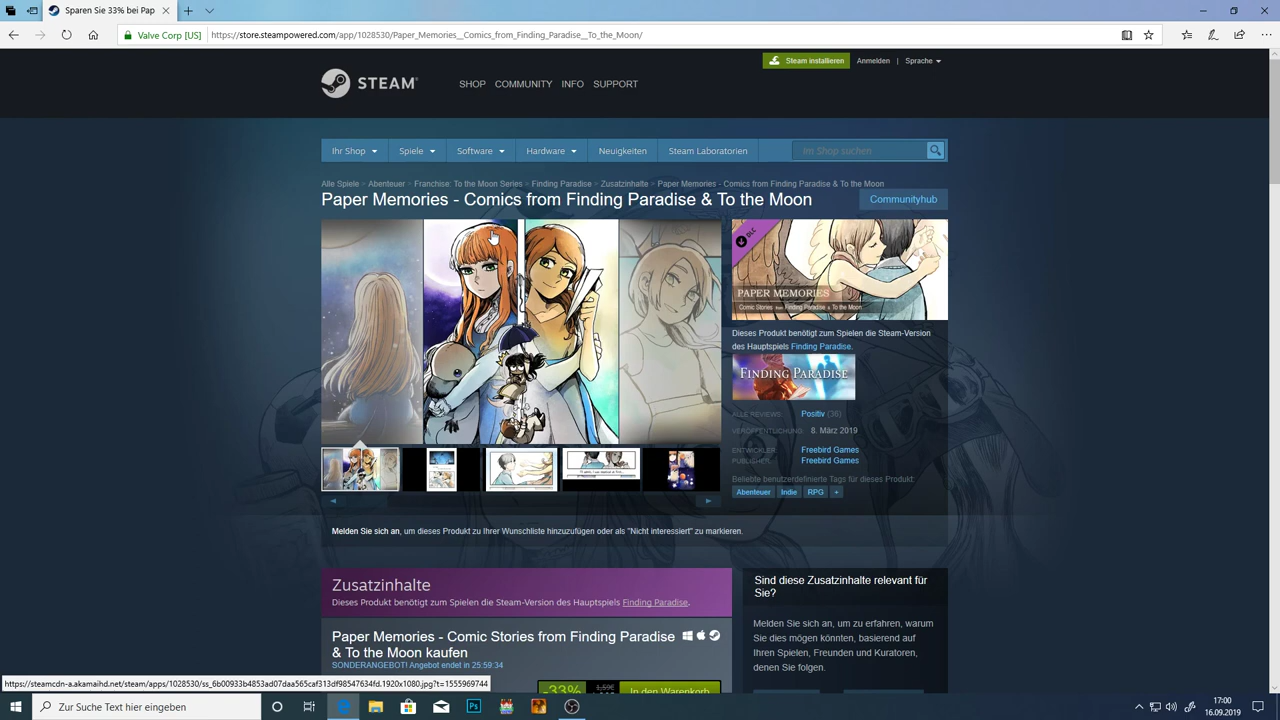 Sparen Sie 33% bei P
Valve Corp [US]
https://store.steampowered.com/app/1028530/Paper_Memories__Comics_from_Finding_Paradise__To_the_Moon/
Steam installieren
Anmelden | Sprache
STEAM
SHOP COMMUNITY INFO SUPPORT
Ihr Shop Spiele Software Hardware Neuigkeiten Steam Laboratorien
Im Shop suchen
Alle Spiele > Abenteuer > Franchise: To the Moon Series > Finding Paradise > Zusatzinhalte > Paper Memories - Comics from Finding Paradise & To the Moon
Paper Memories - Comics from Finding Paradise & To the Moon
Communityhub
DLC
PAPER MEMORIES
Comic Stories from Finding Paradise & To the Moon
Dieses Produkt benötigt zum Spielen die Steam-Version
des Hauptspiels Finding Paradise.
FINDING PARADISE
ALLE REVIEWS: Positiv (36)
VERÖFFENTLICHUNG: 8. März 2019
ENTWICKLER: Freebird Games
PUBLISHER: Freebird Games
Beliebte benutzerdefinierte Tags für dieses Produkt:
Abenteuer Indie RPG +
Melden Sie sich an, um dieses Produkt zu Ihrer Wunschliste hinzuzufügen oder als "Nicht interessiert" zu markieren.
Zusatzinhalte
Dieses Produkt benötigt zum Spielen die Steam-Version des Hauptspiels Finding Paradise.
Sind diese Zusatzinhalte relevant für
Sie?
Melden Sie sich an, um zu erfahren, warum
Sie dies mögen könnten, basierend auf
Ihren Spielen, Freunden und Kuratoren,
denen Sie folgen.
Paper Memories - Comic Stories from Finding Paradise
& To the Moon kaufen
SONDERANGEBOT! Angebot endet in 25:59:34
-33%
1,59€
In den Warenkorb
https://steamcdn-a.akamaihd.net/steam/apps/1028530/ss_6b00933b4853ad07daa565caf313df98547634fd.1920x1080.jpg?t=1555969744
Zur Suche Text hier eingeben
Ps
17:00
16.09.2019